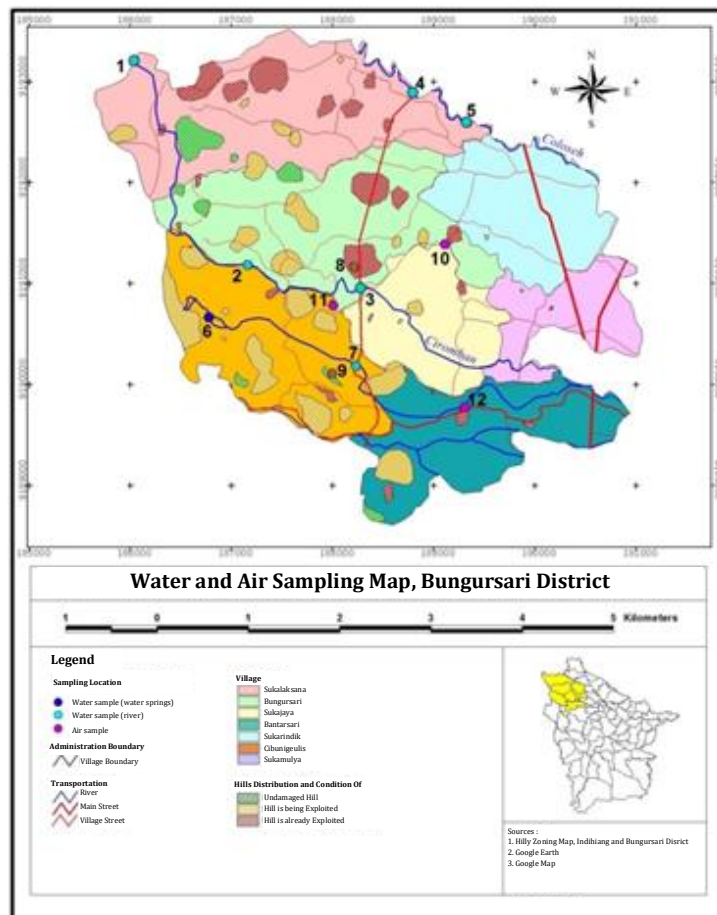 1
4
5
Coloseh
10
8
2
3
11
Ciromban
6
7
9
12
N
W E
S
Water and Air Sampling Map, Bungursari District
1 0 1 2 3 4 5 Kilometers
Legend
Sampling Location
Water sample (water springs)
Water sample (river)
Air sample
Administration Boundary
Village Boundary
Transportation
River
Main Street
Village Street
Village
Sukalaksana
Bungursari
Sukajaya
Bantarsari
Sukarindik
Cibunigeulis
Sukamulya
Hills Distribution and Condition Of
Undamaged Hill
Hill is being Exploited
Hill is already Exploited
Sources :
1. Hilly Zoning Map, Indihiang and Bungursari Disrict
2. Google Earth
3. Google Map